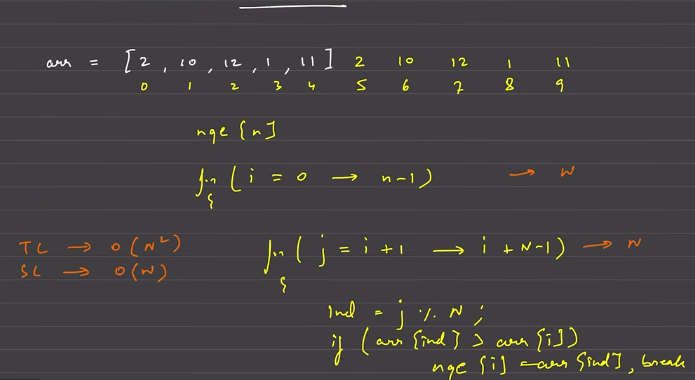 arr = [2, 10, 12, 1, 11] 2 10 12 1 11
0 1 2 3 4 5 6 7 8 9
nge[n]
for (i = 0 → n-1) → N
{
TC → O(N²)
for (j = i+1 → i+N-1) → N
SC → O(N)
{
ind = j % N;
if (arr[ind] > arr[i])
nge[i] = arr[ind], break